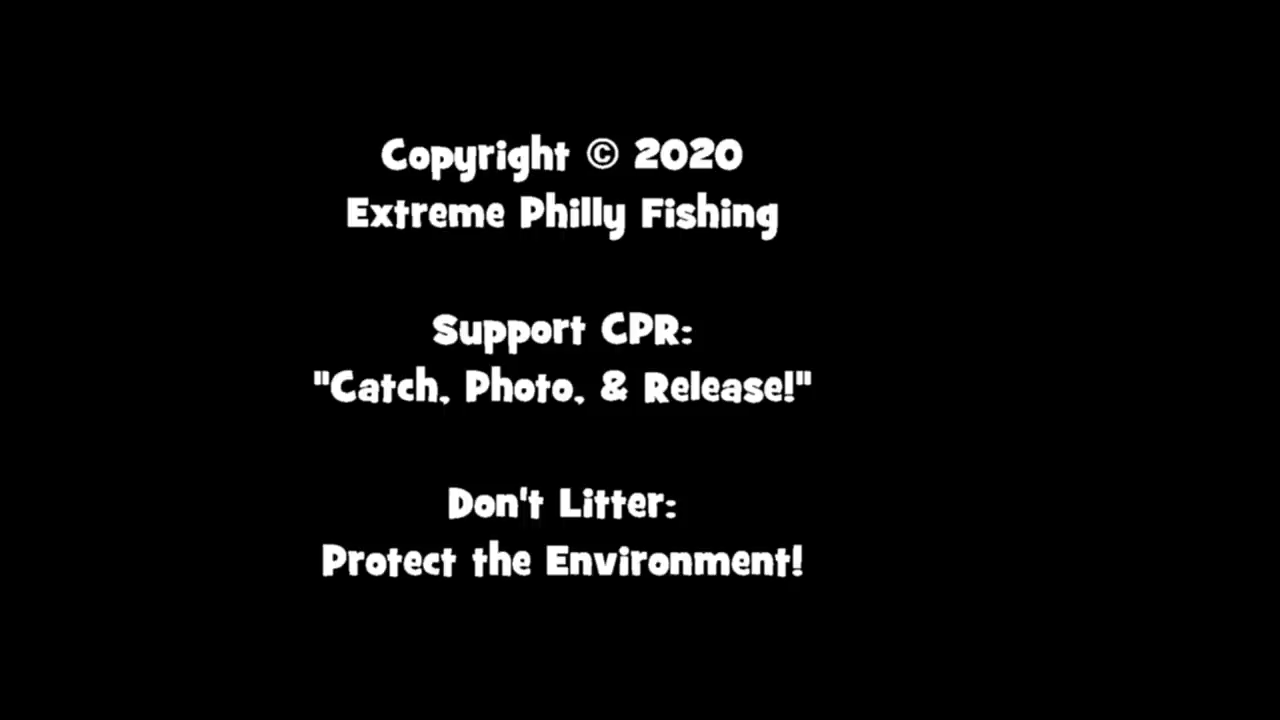 Copyright © 2020
Extreme Philly Fishing
Support CPR:
"Catch, Photo, & Release!"
Don't Litter:
Protect the Environment!